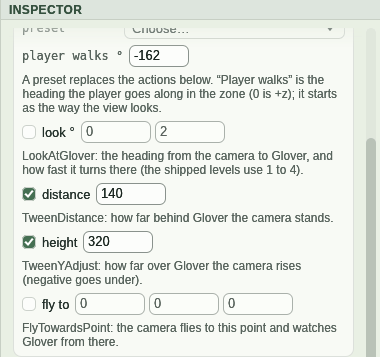 INSPECTOR
preset Choose…
player walks ° -162
A preset replaces the actions below. “Player walks” is the
heading the player goes along in the zone (0 is +z); it starts
as the way the view looks.
look ° 0 2
LookAtGlover: the heading from the camera to Glover, and
how fast it turns there (the shipped levels use 1 to 4).
distance 140
TweenDistance: how far behind Glover the camera stands.
height 320
TweenYAdjust: how far over Glover the camera rises
(negative goes under).
fly to 0 0 0
FlyTowardsPoint: the camera flies to this point and watches
Glover from there.